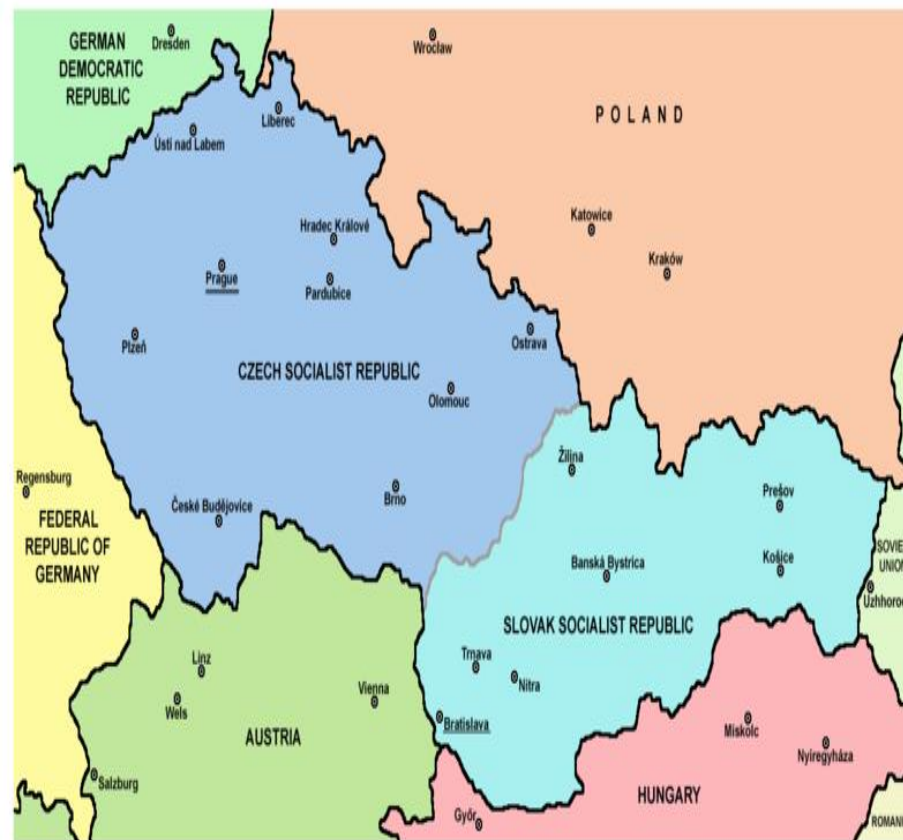 GERMAN
DEMOCRATIC
REPUBLIC
Dresden
Wrocław
POLAND
Liberec
Ústí nad Labem
Katowice
Hradec Králové
Kraków
Prague
Pardubice
Plzeň
Ostrava
CZECH SOCIALIST REPUBLIC
Olomouc
Žilina
Regensburg
Brno
Prešov
České Budějovice
FEDERAL
REPUBLIC OF
GERMANY
Banská Bystrica
Košice
UNION
SLOVAK SOCIALIST REPUBLIC
Trnava
Linz
Nitra
Vienna
Wels
Bratislava
AUSTRIA
Miskolc
Nyíregyháza
Salzburg
HUNGARY
Győr